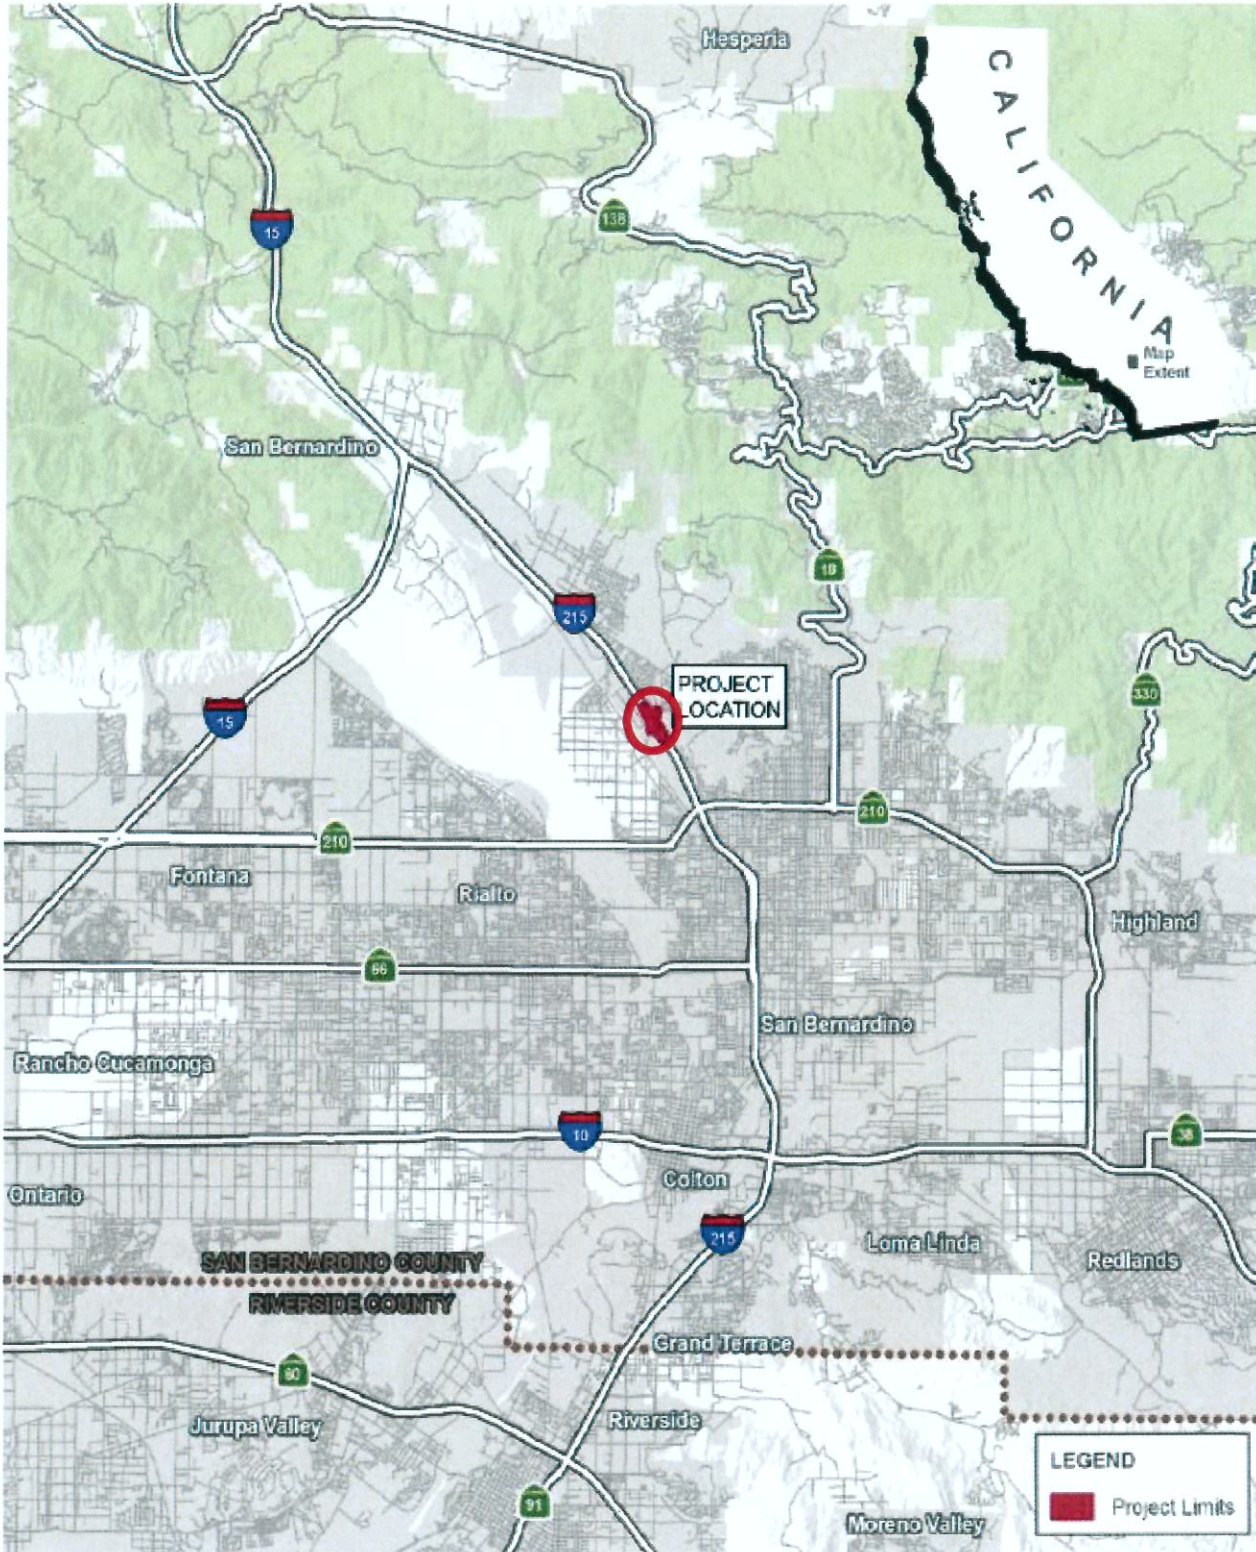 Hesperia
CALIFORNIA
15
138
Map
Extent
San Bernardino
18
215
PROJECT
LOCATION
330
15
210
210
Fontana
Rialto
Highland
66
San Bernardino
Rancho Cucamonga
10
38
Colton
Ontario
215
Loma Linda
Redlands
SAN BERNARDINO COUNTY
RIVERSIDE COUNTY
Grand Terrace
60
Jurupa Valley
Riverside
LEGEND
91
Project Limits
Moreno Valley